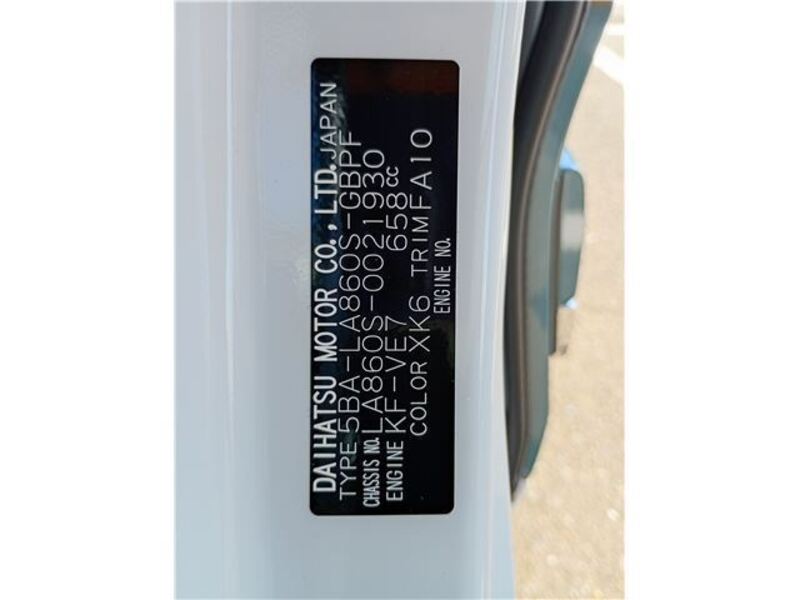 DAIHATSU MOTOR CO., LTD. JAPAN
TYPE 5BA-LA860S-GBPF
CHASSIS NO. LA860S-0021930
ENGINE KF-VE7 658CC
COLOR XK6 TRIM FA10
ENGINE NO.